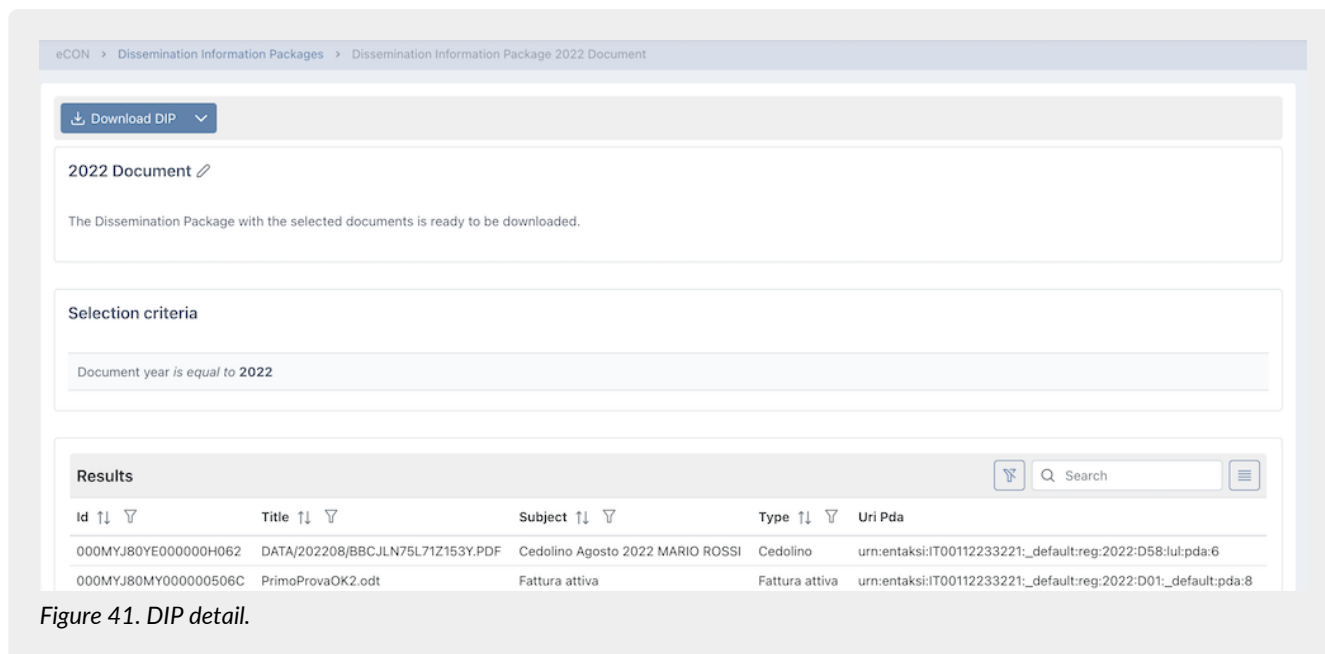 eCON > Dissemination Information Packages > Dissemination Information Package 2022 Document
Download DIP
2022 Document
The Dissemination Package with the selected documents is ready to be downloaded.
Selection criteria
Document year is equal to 2022
Results Search
Id Title Subject Type Uri Pda
000MYJ80YE000000H062 DATA/202208/BBCJLN75L71Z153Y.PDF Cedolino Agosto 2022 MARIO ROSSI Cedolino urn:entaksi:IT00112233221:_default:reg:2022:D58:lul:pda:6
000MYJ80MY000000506C PrimoProvaOK2.odt Fattura attiva Fattura attiva urn:entaksi:IT00112233221:_default:reg:2022:D01:_default:pda:8
Figure 41. DIP detail.